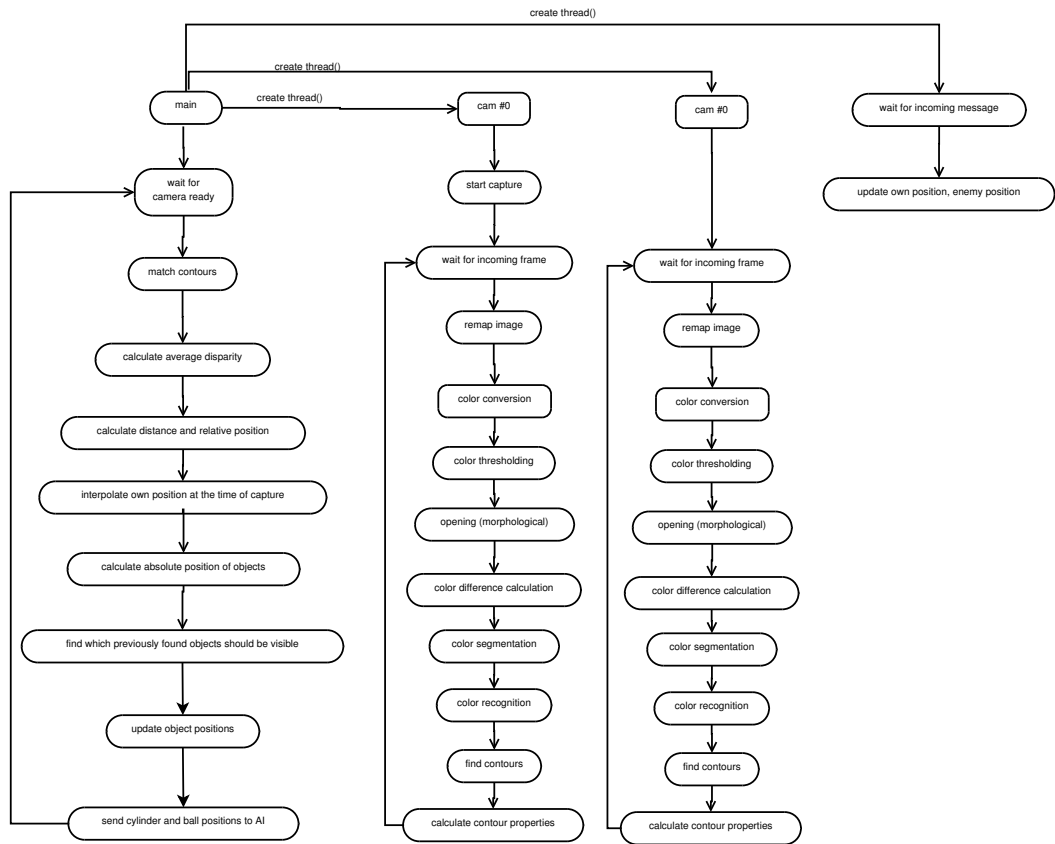 create thread()
create thread()
create thread()
main
wait for
camera ready
match contours
calculate average disparity
calculate distance and relative position
interpolate own position at the time of capture
calculate absolute position of objects
find which previously found objects should be visible
update object positions
send cylinder and ball positions to AI
cam #0
start capture
wait for incoming frame
remap image
color conversion
color thresholding
opening (morphological)
color difference calculation
color segmentation
color recognition
find contours
calculate contour properties
cam #0
wait for incoming frame
remap image
color conversion
color thresholding
opening (morphological)
color difference calculation
color segmentation
color recognition
find contours
calculate contour properties
wait for incoming message
update own position, enemy position